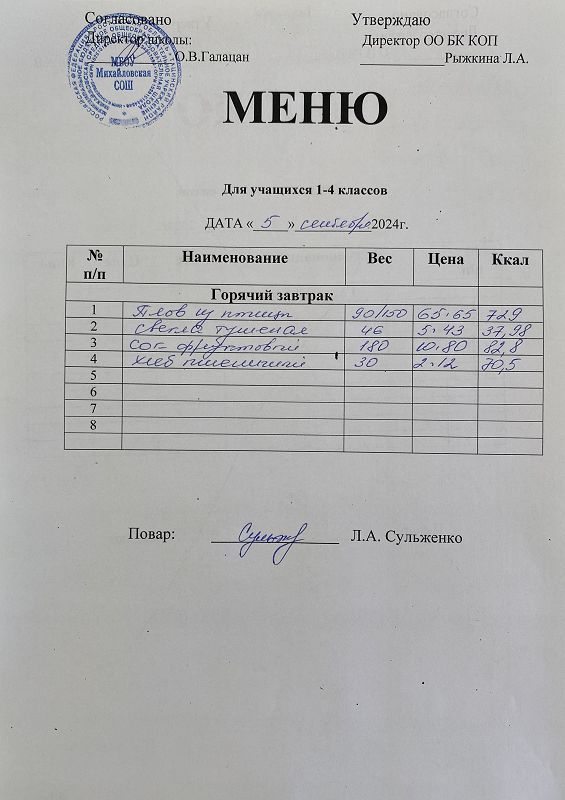 Согласовано Утверждаю
Директор школы: Директор ОО БК КОП
О.В.Галацан Рыжкина Л.А.
МБОУ
Михайловская
СОШ
МЕНЮ
Для учащихся 1-4 классов
ДАТА « 5 » сентября 2024г.
№ п/п Наименование Вес Цена Ккал
Горячий завтрак
1 Плов из птицы 90/150 65-65 729
2 свекла тушеная 46 5-43 37,98
3 сок фруктовый 180 10-80 82,8
4 хлеб пшеничный 30 2-12 70,5
5
6
7
8
Повар: Л.А. Сульженко